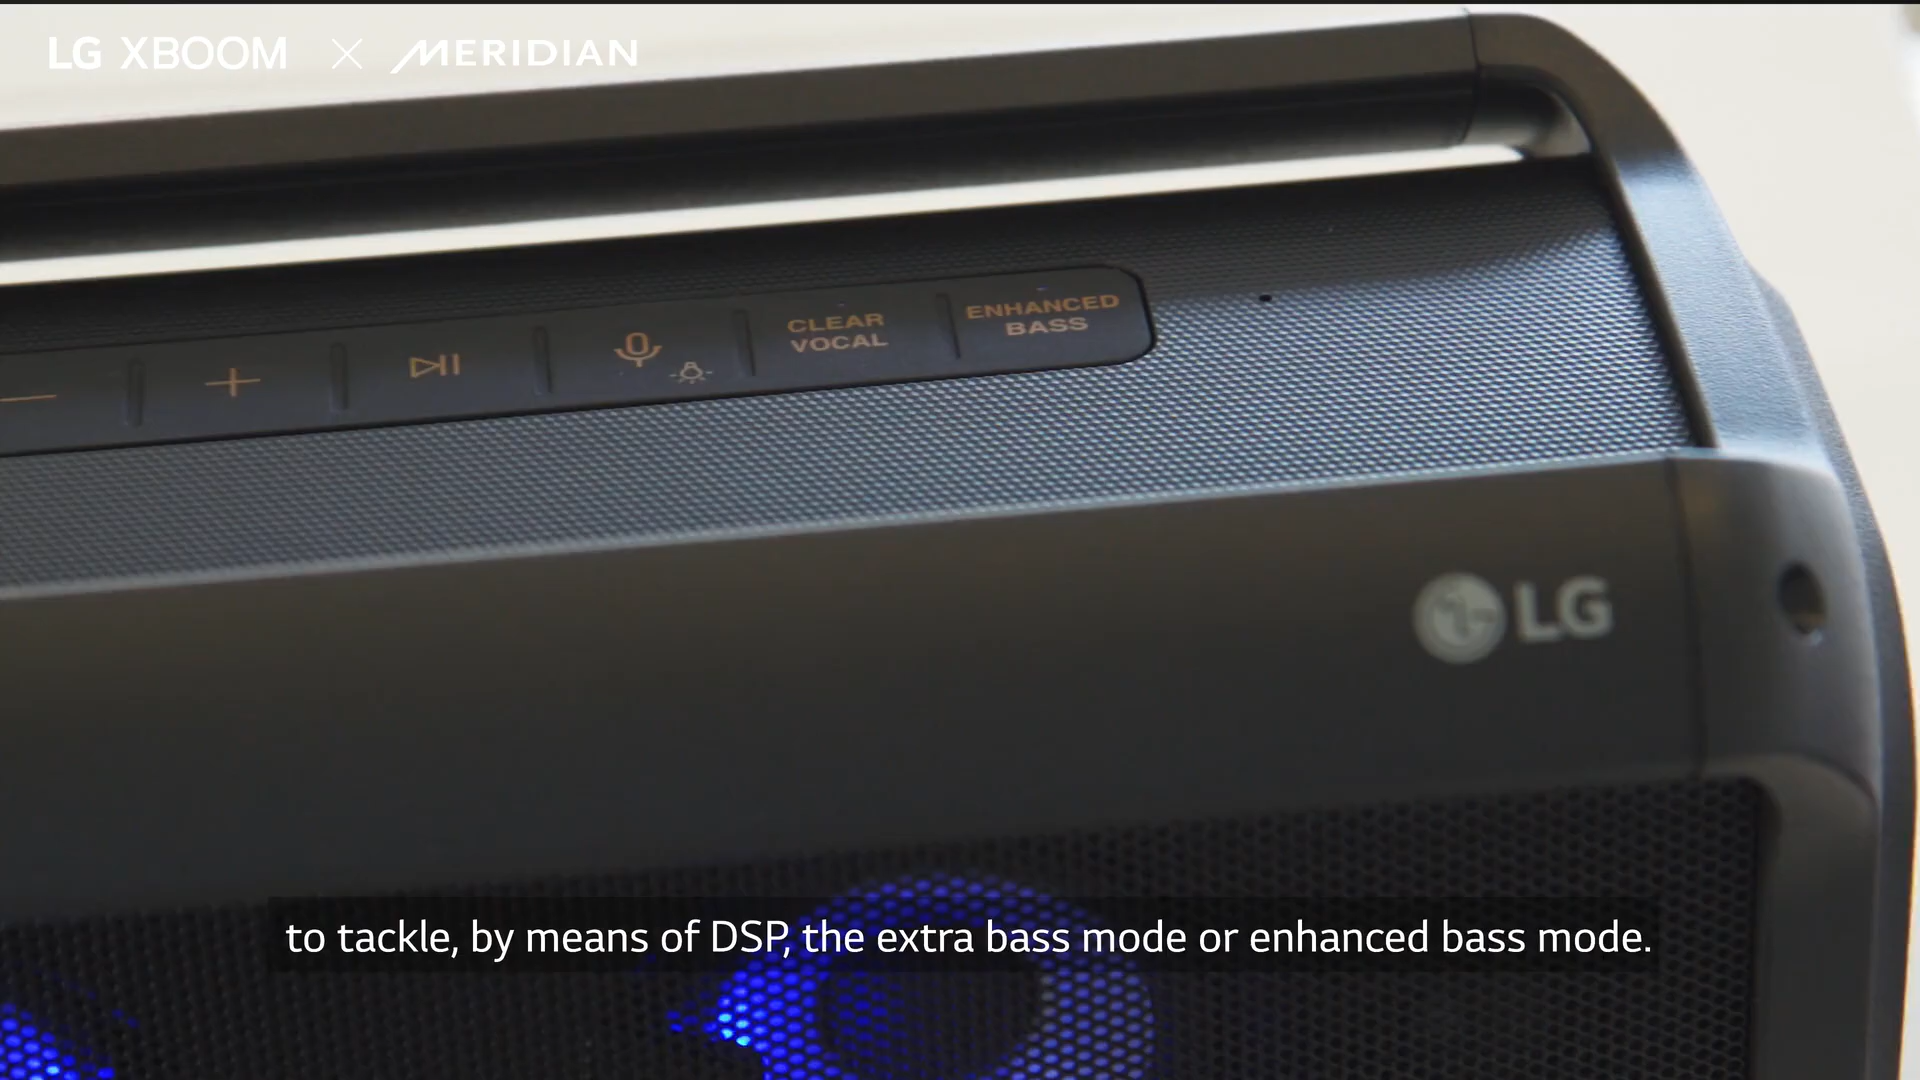 LG XBOOM × MERIDIAN
CLEAR
VOCAL
ENHANCED
BASS
LG
to tackle, by means of DSP, the extra bass mode or enhanced bass mode.